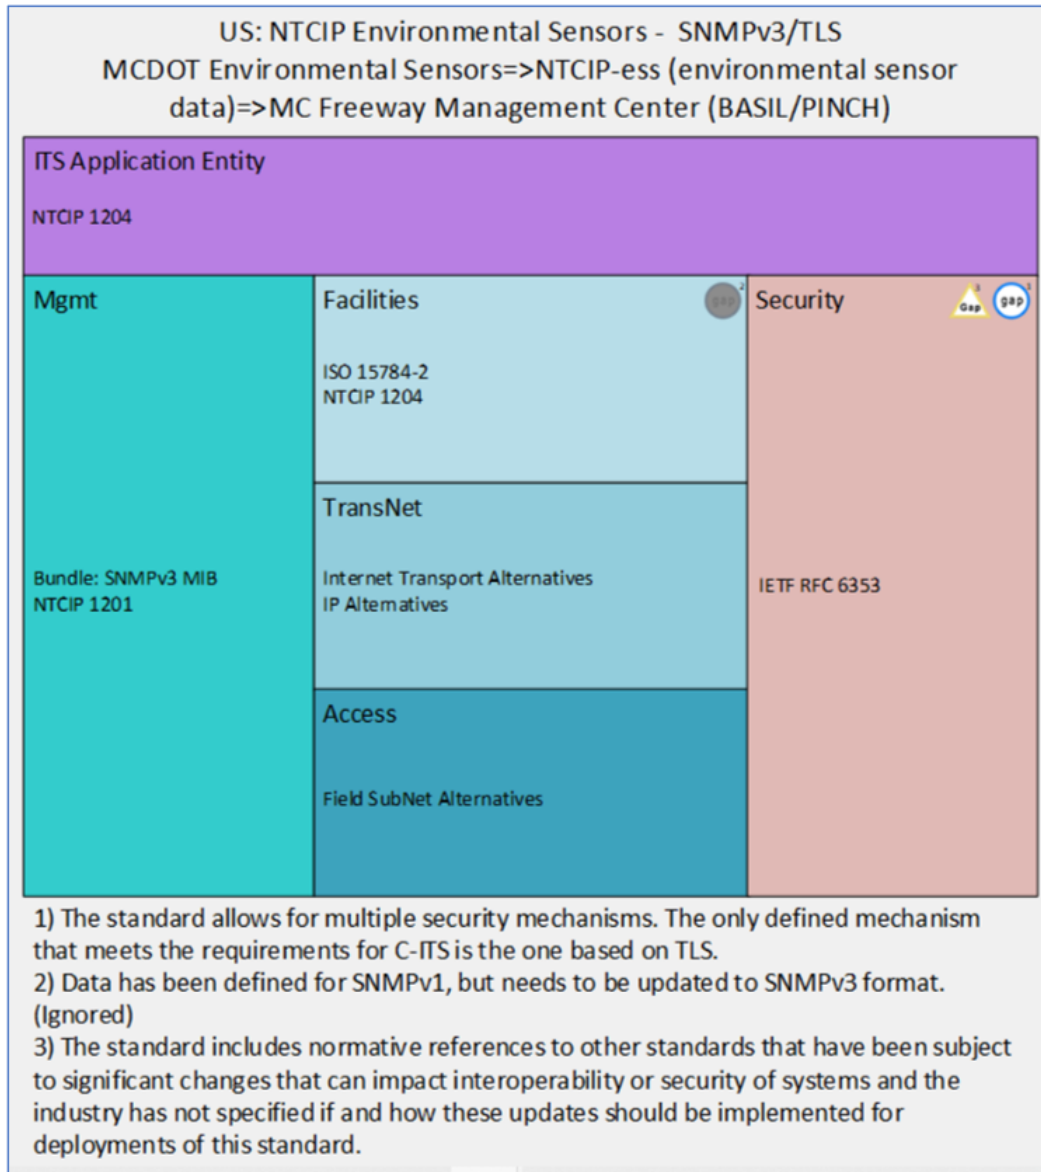 US: NTCIP Environmental Sensors - SNMPv3/TLS
MCDOT Environmental Sensors=>NTCIP-ess (environmental sensor
data)=>MC Freeway Management Center (BASIL/PINCH)
ITS Application Entity
NTCIP 1204
Mgmt
Bundle: SNMPv3 MIB
NTCIP 1201
Facilities
gap 2
ISO 15784-2
NTCIP 1204
TransNet
Internet Transport Alternatives
IP Alternatives
Access
Field SubNet Alternatives
Security
Gap 3
gap 1
IETF RFC 6353
1) The standard allows for multiple security mechanisms. The only defined mechanism
that meets the requirements for C-ITS is the one based on TLS.
2) Data has been defined for SNMPv1, but needs to be updated to SNMPv3 format.
(Ignored)
3) The standard includes normative references to other standards that have been subject
to significant changes that can impact interoperability or security of systems and the
industry has not specified if and how these updates should be implemented for
deployments of this standard.